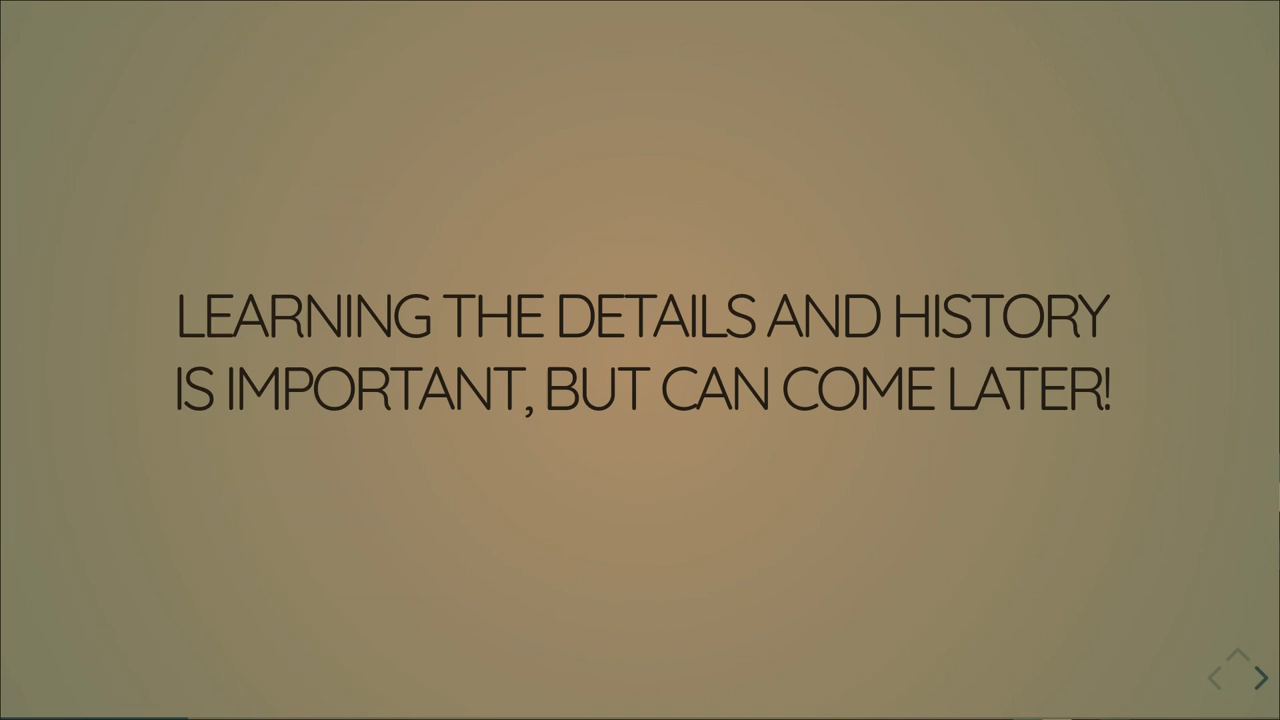 LEARNING THE DETAILS AND HISTORY
IS IMPORTANT, BUT CAN COME LATER!